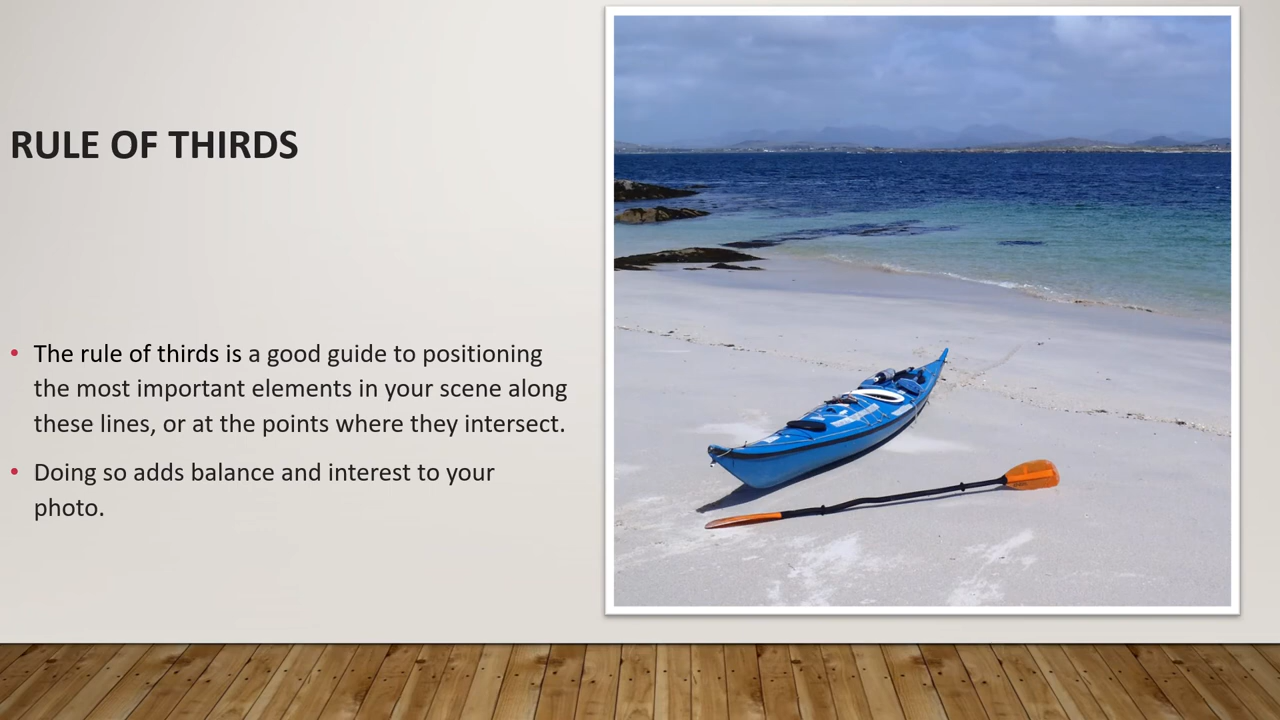 RULE OF THIRDS
• The rule of thirds is a good guide to positioning
the most important elements in your scene along
these lines, or at the points where they intersect.
• Doing so adds balance and interest to your
photo.